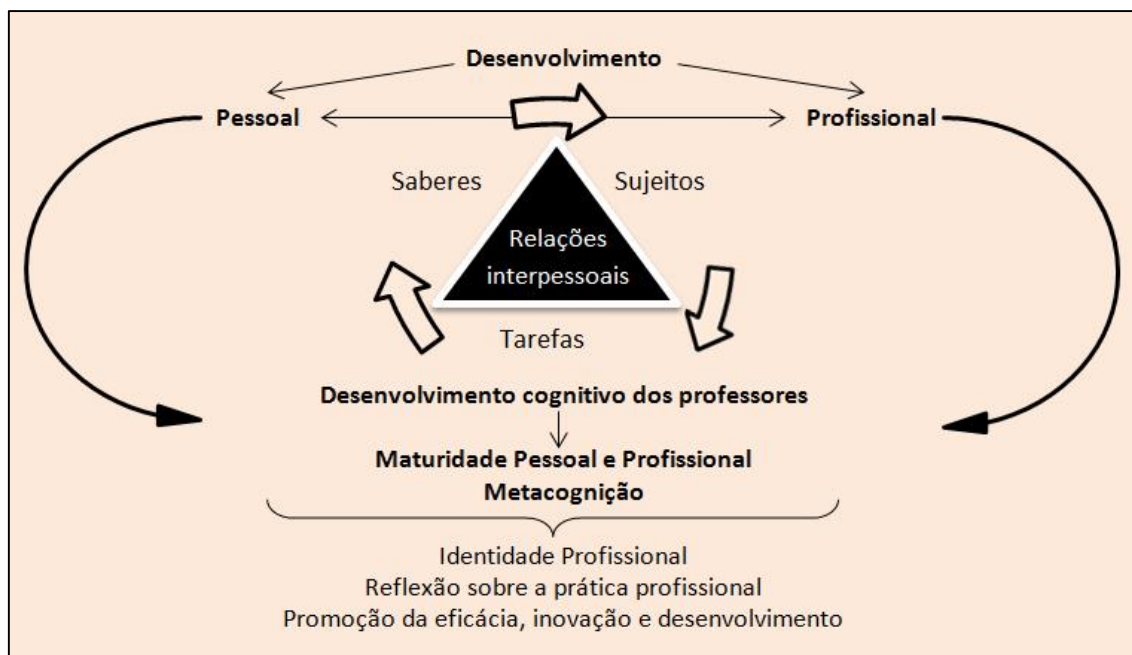 Desenvolvimento
Pessoal
Profissional
Saberes
Sujeitos
Relações
interpessoais
Tarefas
Desenvolvimento cognitivo dos professores
Maturidade Pessoal e Profissional
Metacognição
Identidade Profissional
Reflexão sobre a prática profissional
Promoção da eficácia, inovação e desenvolvimento